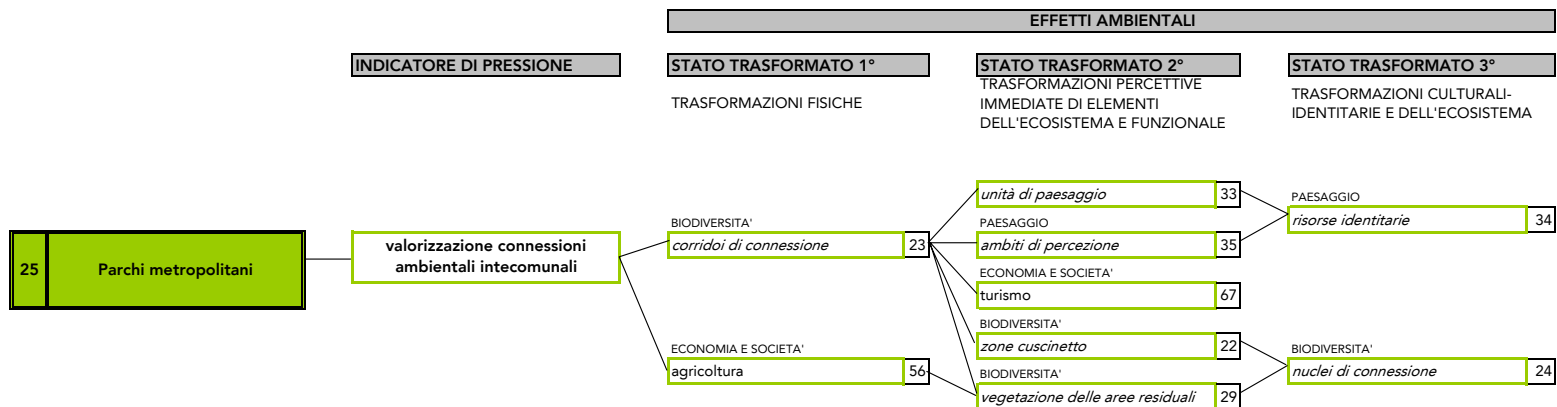 EFFETTI AMBIENTALI
INDICATORE DI PRESSIONE
STATO TRASFORMATO 1°
STATO TRASFORMATO 2°
STATO TRASFORMATO 3°
TRASFORMAZIONI FISICHE
TRASFORMAZIONI PERCETTIVE
IMMEDIATE DI ELEMENTI
DELL'ECOSISTEMA E FUNZIONALE
TRASFORMAZIONI CULTURALI-
IDENTITARIE E DELL'ECOSISTEMA
25 Parchi metropolitani
valorizzazione connessioni
ambientali intecomunali
BIODIVERSITA'
corridoi di connessione 23
ECONOMIA E SOCIETA'
agricoltura 56
unità di paesaggio 33
PAESAGGIO
ambiti di percezione 35
ECONOMIA E SOCIETA'
turismo 67
BIODIVERSITA'
zone cuscinetto 22
BIODIVERSITA'
vegetazione delle aree residuali 29
PAESAGGIO
risorse identitarie 34
BIODIVERSITA'
nuclei di connessione 24